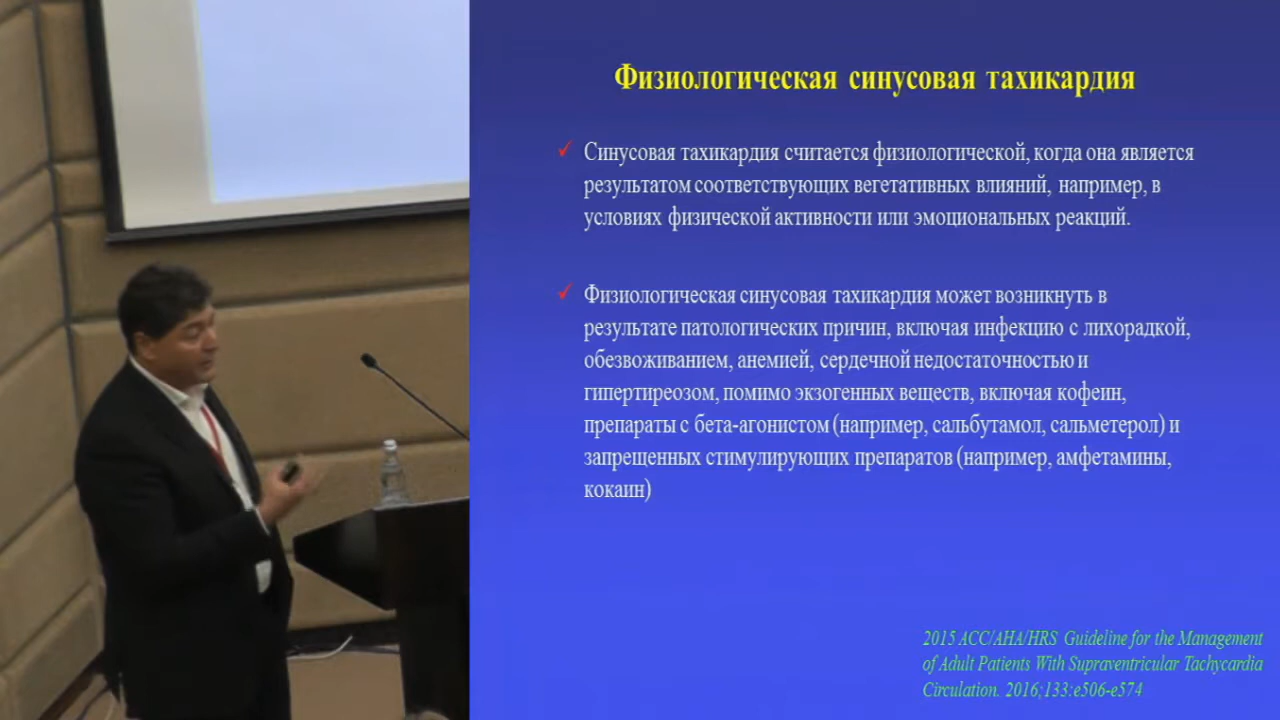 Физиологическая синусовая тахикардия
✓ Синусовая тахикардия считается физиологической, когда она является
результатом соответствующих вегетативных влияний, например, в
условиях физической активности или эмоциональных реакций.
✓ Физиологическая синусовая тахикардия может возникнуть в
результате патологических причин, включая инфекцию с лихорадкой,
обезвоживанием, анемией, сердечной недостаточностью и
гипертиреозом, помимо экзогенных веществ, включая кофеин,
препараты с бета-агонистом (например, сальбутамол, сальметерол) и
запрещенных стимулирующих препаратов (например, амфетамины,
кокаин)
2015 ACC/AHA/HRS Guideline for the Management
of Adult Patients With Supraventricular Tachycardia
Circulation. 2016;133:e506-e574